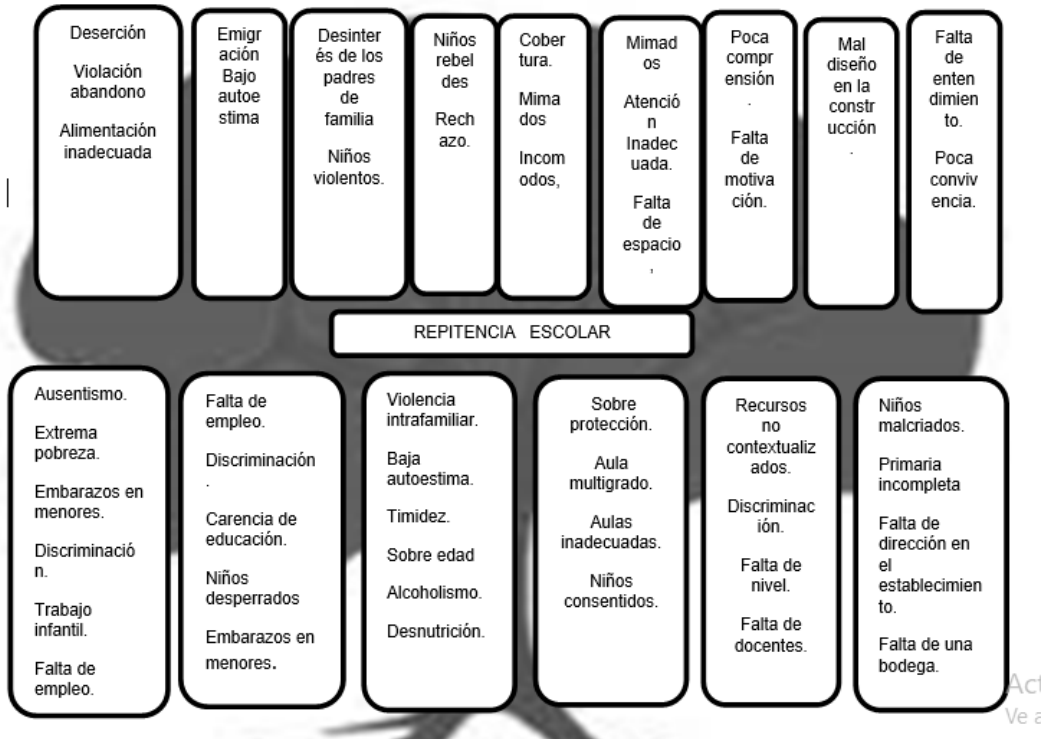 Deserción
Violación
abandono
Alimentación
inadecuada
Emigr
ación
Bajo
autoe
stima
Desinter
és de los
padres
de
familia
Niños
violentos.
Niños
rebel
des
Rech
azo.
Cober
tura.
Mima
dos
Incom
odos,
Mimad
os
Atenció
n
Inadec
uada.
Falta
de
espacio
,
Poca
compr
ensión
.
Falta
de
motiva
ción.
Mal
diseño
en la
constr
ucción
.
Falta
de
enten
dimien
to.
Poca
conviv
encia.
REPITENCIA ESCOLAR
Ausentismo.
Extrema
pobreza.
Embarazos en
menores.
Discriminació
n.
Trabajo
infantil.
Falta de
empleo.
Falta de
empleo.
Discriminación
.
Carencia de
educación.
Niños
desperrados
Embarazos en
menores.
Violencia
intrafamiliar.
Baja
autoestima.
Timidez.
Sobre edad
Alcoholismo.
Desnutrición.
Sobre
protección.
Aula
multigrado.
Aulas
inadecuadas.
Niños
consentidos.
Recursos
no
contextualiz
ados.
Discriminac
ión.
Falta de
nivel.
Falta de
docentes.
Niños
malcriados.
Primaria
incompleta
Falta de
dirección en
el
establecimien
to.
Falta de una
bodega.
Act
Ve a